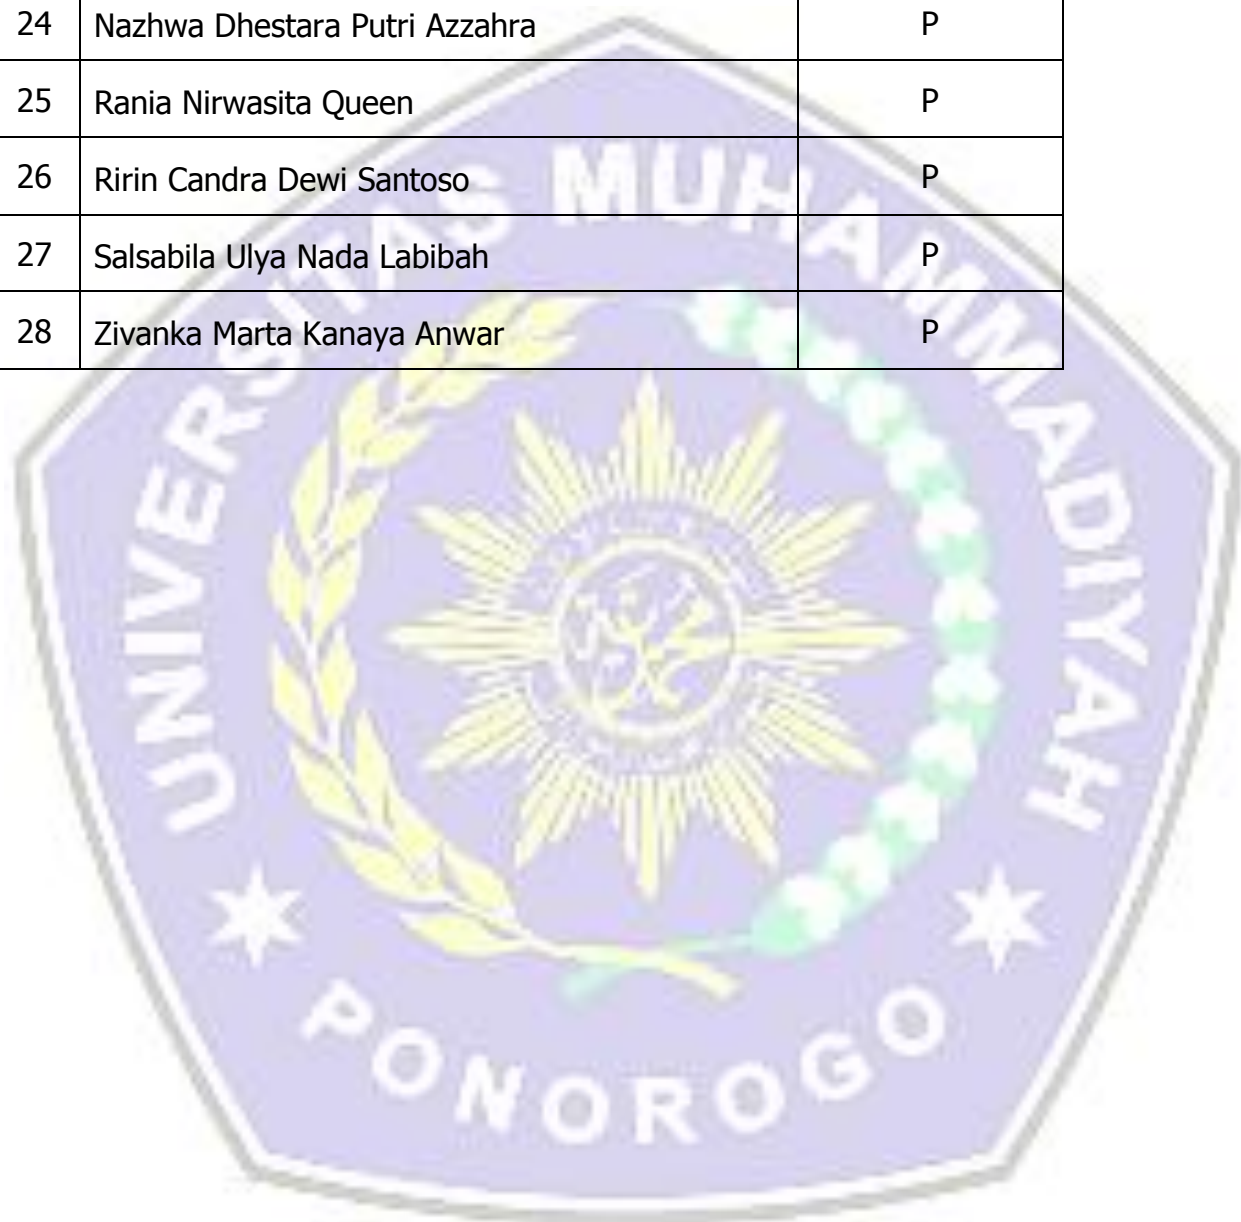 24 Nazhwa Dhestara Putri Azzahra P
25 Rania Nirwasita Queen P
26 Ririn Candra Dewi Santoso P
27 Salsabila Ulya Nada Labibah P
28 Zivanka Marta Kanaya Anwar P
UNIVERSITAS MUHAMMADIYAH
PONOROGO